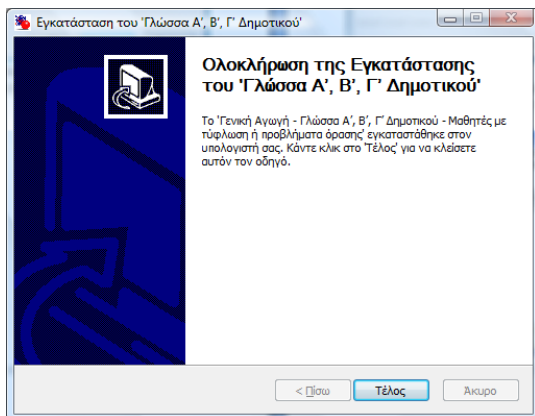 Εγκατάσταση του 'Γλώσσα Α', Β', Γ' Δημοτικού'
Ολοκλήρωση της Εγκατάστασης
του 'Γλώσσα Α', Β', Γ' Δημοτικού'
Το 'Γενική Αγωγή - Γλώσσα Α', Β', Γ' Δημοτικού - Μαθητές με
τύφλωση ή προβλήματα όρασης' εγκαταστάθηκε στον
υπολογιστή σας. Κάντε κλικ στο 'Τέλος' για να κλείσετε
αυτόν τον οδηγό.
< Πίσω Τέλος Άκυρο